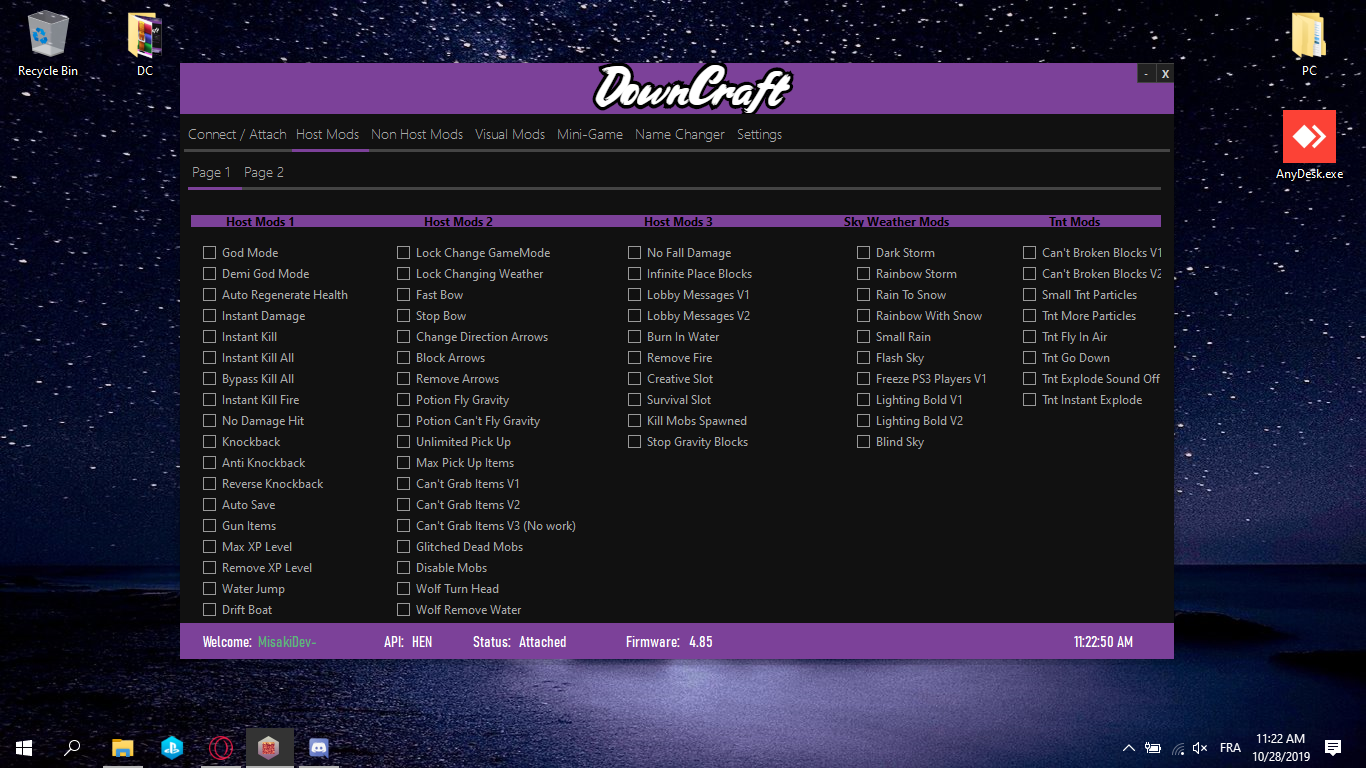 Recycle Bin
DC
PC
AnyDesk.exe
DownCraft
- x
Connect / Attach Host Mods Non Host Mods Visual Mods Mini-Game Name Changer Settings
Page 1 Page 2
Host Mods 1
God Mode
Demi God Mode
Auto Regenerate Health
Instant Damage
Instant Kill
Instant Kill All
Bypass Kill All
Instant Kill Fire
No Damage Hit
Knockback
Anti Knockback
Reverse Knockback
Auto Save
Gun Items
Max XP Level
Remove XP Level
Water Jump
Drift Boat
Host Mods 2
Lock Change GameMode
Lock Changing Weather
Fast Bow
Stop Bow
Change Direction Arrows
Block Arrows
Remove Arrows
Potion Fly Gravity
Potion Can't Fly Gravity
Unlimited Pick Up
Max Pick Up Items
Can't Grab Items V1
Can't Grab Items V2
Can't Grab Items V3 (No work)
Glitched Dead Mobs
Disable Mobs
Wolf Turn Head
Wolf Remove Water
Host Mods 3
No Fall Damage
Infinite Place Blocks
Lobby Messages V1
Lobby Messages V2
Burn In Water
Remove Fire
Creative Slot
Survival Slot
Kill Mobs Spawned
Stop Gravity Blocks
Sky Weather Mods
Dark Storm
Rainbow Storm
Rain To Snow
Rainbow With Snow
Small Rain
Flash Sky
Freeze PS3 Players V1
Lighting Bold V1
Lighting Bold V2
Blind Sky
Tnt Mods
Can't Broken Blocks V1
Can't Broken Blocks V2
Small Tnt Particles
Tnt More Particles
Tnt Fly In Air
Tnt Go Down
Tnt Explode Sound Off
Tnt Instant Explode
Welcome: MisakiDev- API: HEN Status: Attached Firmware: 4.85 11:22:50 AM
FRA
11:22 AM
10/28/2019